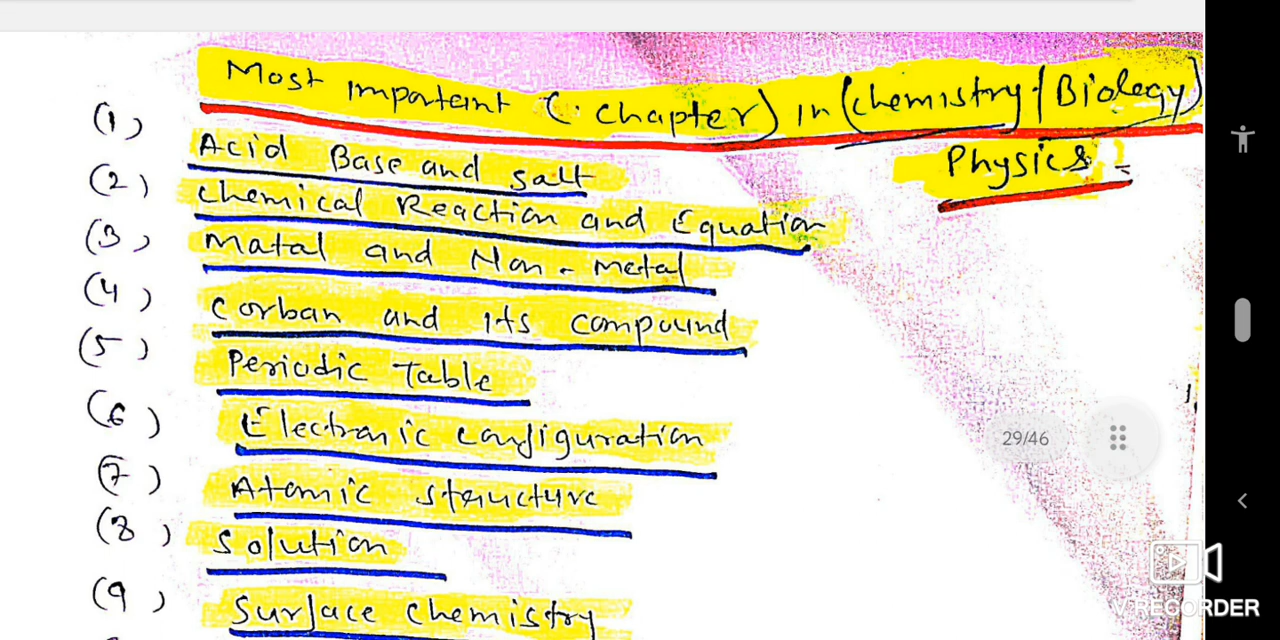 Most Importent (: Chapter) in (Chemistry / Biology)
Physics =
(1) Acid Base and salt
(2) Chemical Reaction and Equation
(3) Matal and Non - Metal
(4) Corban and its compound
(5) Periodic Table
(6) Electronic configuration
(7) Atomic structure
(8) Solution
(9) Surface Chemistry
29/46
V RECORDER